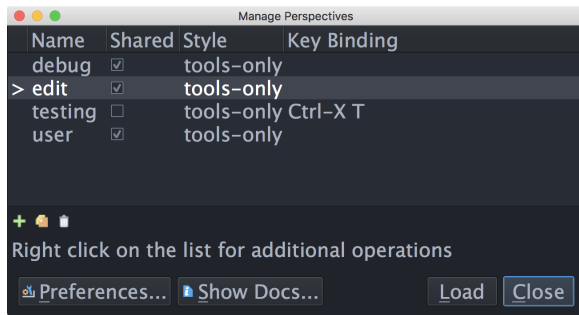 Manage Perspectives
Name Shared Style Key Binding
debug tools-only
> edit tools-only
testing tools-only Ctrl-X T
user tools-only
Right click on the list for additional operations
Preferences... Show Docs... Load Close